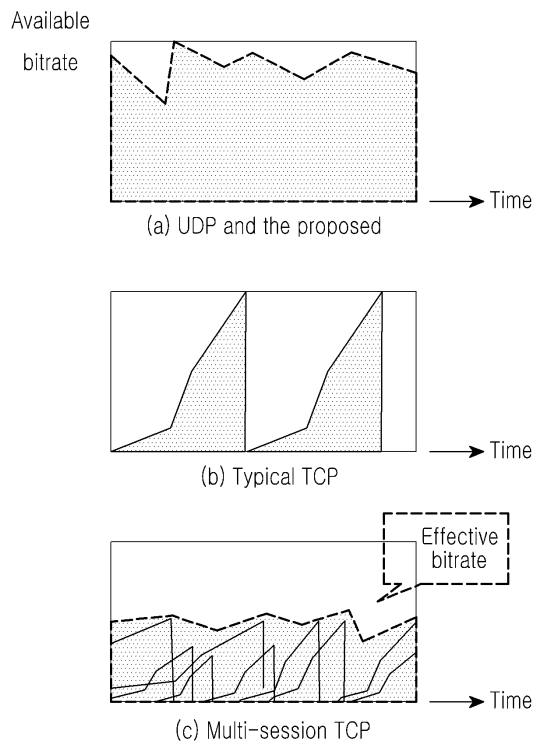 Available
bitrate
Time
(a) UDP and the proposed
Time
(b) Typical TCP
Effective
bitrate
Time
(c) Multi-session TCP